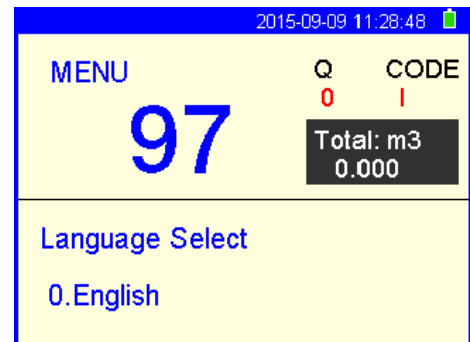 2015-09-09 11:28:48
MENU
97
Q CODE
0 I
Total: m3
0.000
Language Select
0.English